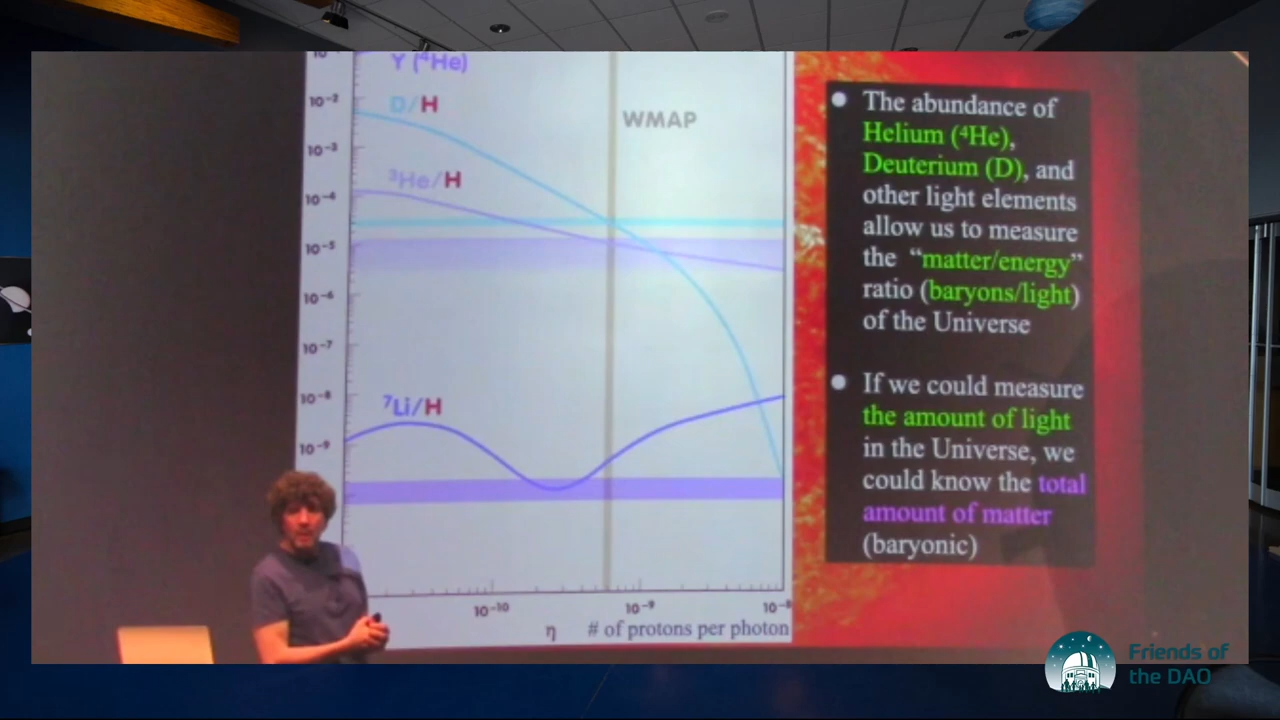 Y (⁴He)
10⁻²
D/H
WMAP
10⁻³
³He/H
10⁻⁴
10⁻⁵
10⁻⁶
10⁻⁷
10⁻⁸
⁷Li/H
10⁻⁹
10⁻¹⁰
10⁻⁹
10⁻⁸
η # of protons per photon
● The abundance of
Helium (⁴He),
Deuterium (D), and
other light elements
allow us to measure
the “matter/energy”
ratio (baryons/light)
of the Universe
● If we could measure
the amount of light
in the Universe, we
could know the total
amount of matter
(baryonic)
Friends of
the DAO